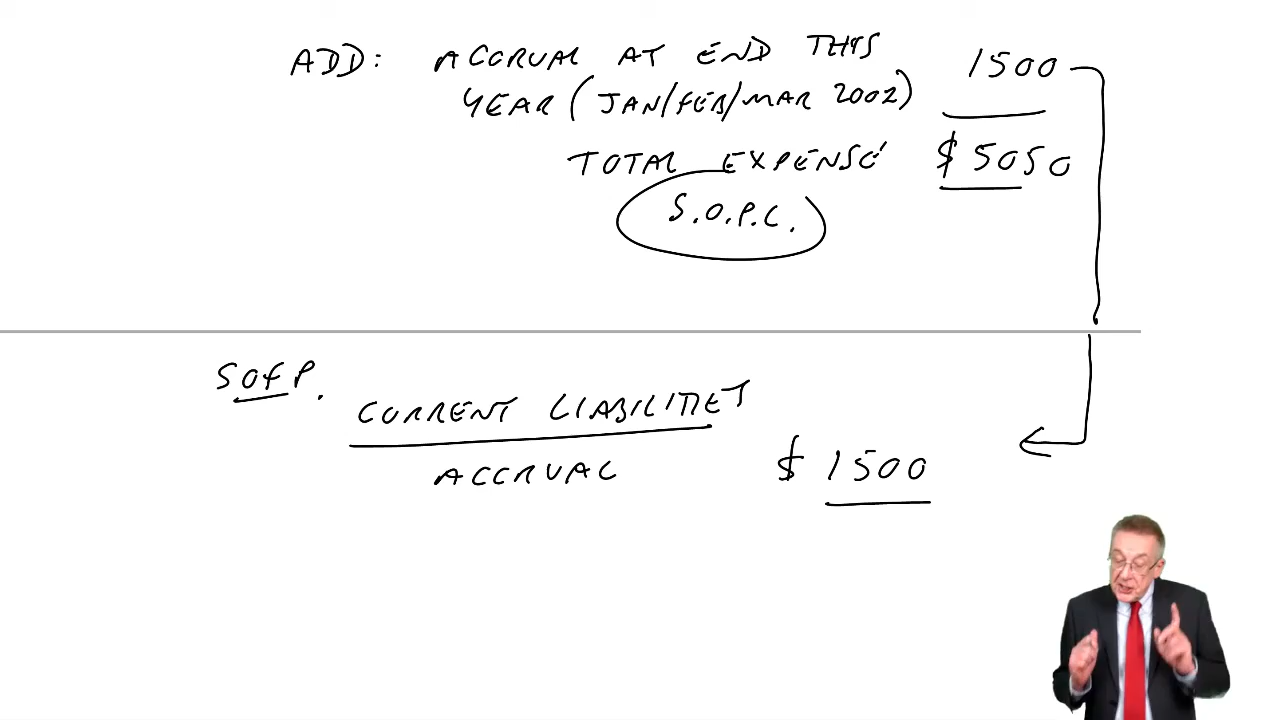 ADD: ACCRUAL AT END THIS 1500
YEAR (JAN/FEB/MAR 2002)
TOTAL EXPENSE $5050
S.O.P.L.
SOFP.
CURRENT LIABILITIES
ACCRUAL $1500